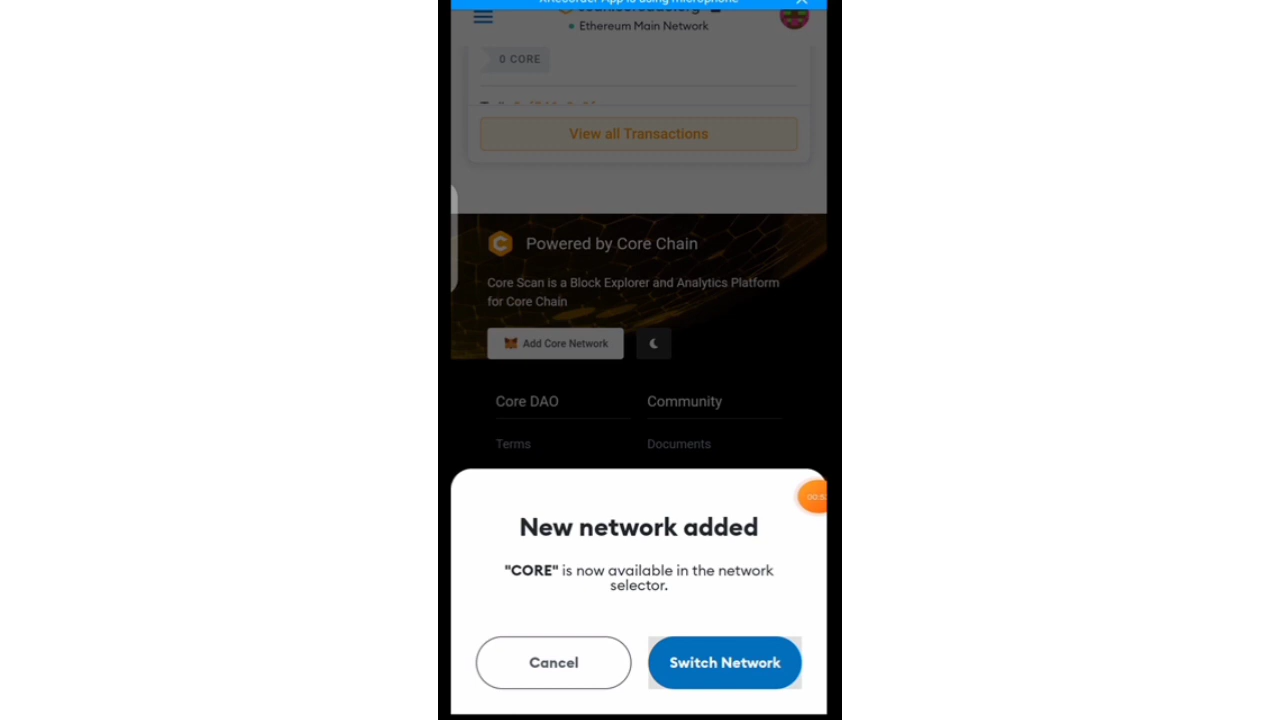 Ethereum Main Network
0 CORE
View all Transactions
Powered by Core Chain
Core Scan is a Block Explorer and Analytics Platform
for Core Chain
Add Core Network
Core DAO
Community
Terms
Documents
New network added
"CORE" is now available in the network
selector.
Cancel
Switch Network